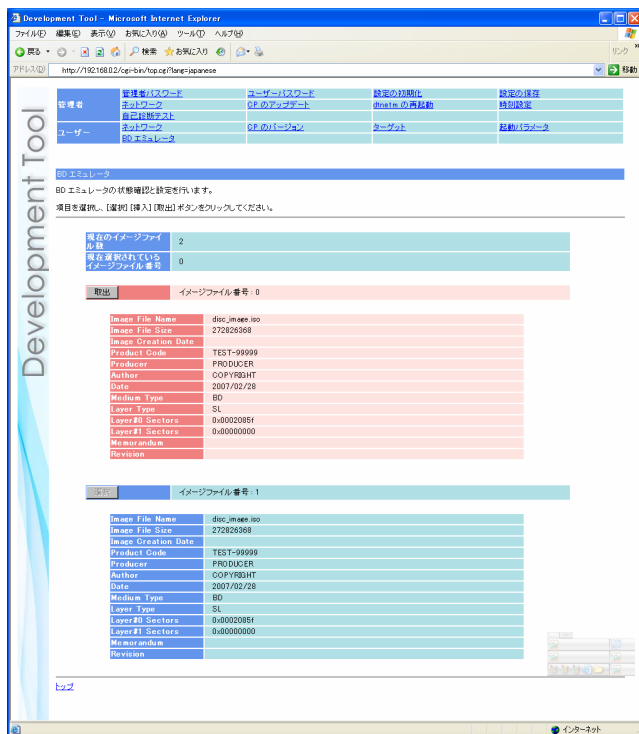 Development Tool - Microsoft Internet Explorer
ファイル(F) 編集(E) 表示(V) お気に入り(A) ツール(T) ヘルプ(H)
戻る 検索 お気に入り リンク
アドレス(D) http://192.168.0.2/cgi-bin/top.cgi?lang=japanese 移動
Development Tool
管理者 管理者パスワード ユーザーパスワード 設定の初期化 設定の保存
ネットワーク CP のアップデート dtnetm の再起動 時刻設定
自己診断テスト
ユーザー ネットワーク CP のバージョン ターゲット 起動パラメータ
BD エミュレータ
BD エミュレータ
BD エミュレータの状態確認と設定を行います。
項目を選択し、[選択] [挿入] [取出] ボタンをクリックしてください。
現在のイメージファイル数 2
現在選択されているイメージファイル番号 0
取出 イメージファイル番号 : 0
Image File Name disc_image.iso
Image File Size 272826368
Image Creation Date
Product Code TEST-99999
Producer PRODUCER
Author COPYRIGHT
Date 2007/02/28
Medium Type BD
Layer Type SL
Layer#0 Sectors 0x0002085f
Layer#1 Sectors 0x00000000
Memorandum
Revision
選択 イメージファイル番号 : 1
Image File Name disc_image.iso
Image File Size 272826368
Image Creation Date
Product Code TEST-99999
Producer PRODUCER
Author COPYRIGHT
Date 2007/02/28
Medium Type BD
Layer Type SL
Layer#0 Sectors 0x0002085f
Layer#1 Sectors 0x00000000
Memorandum
Revision
トップ
インターネット